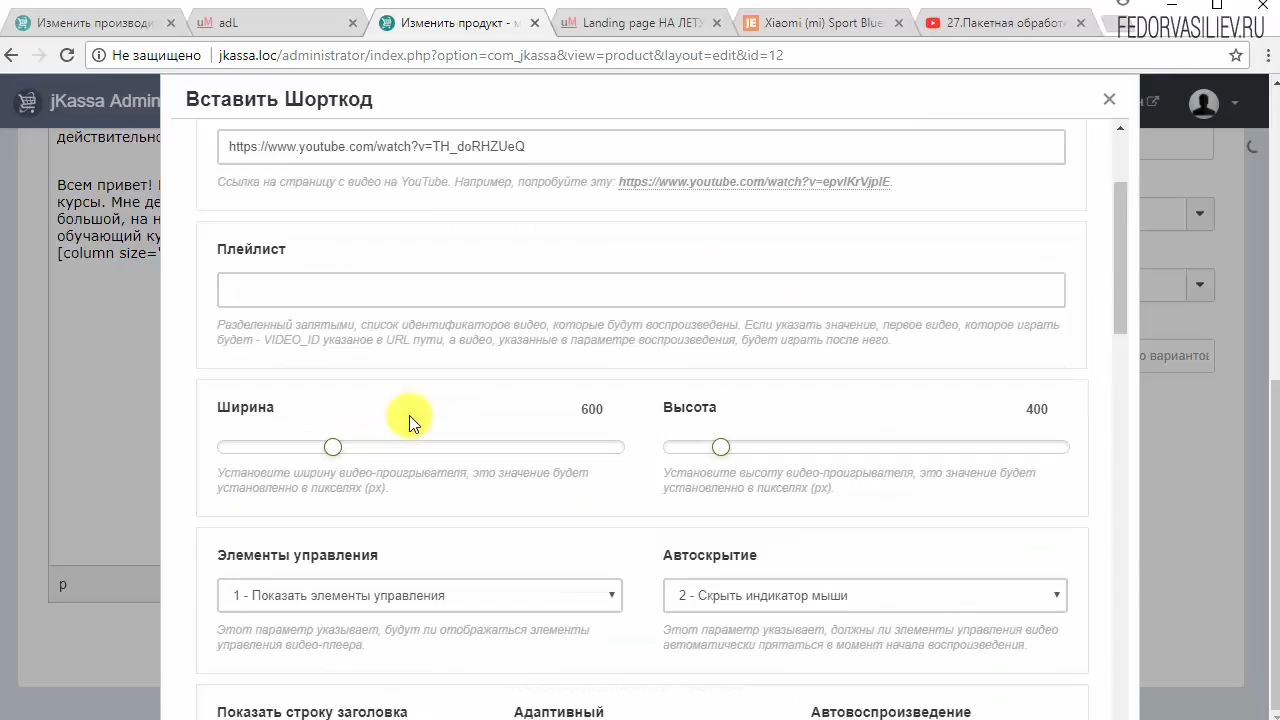 Изменить производи
adL
Изменить продукт - м
Landing page НА ЛЕТУ
Xiaomi (mi) Sport Blue
27.Пакетная обработк
FEDORVASILIEV.RU
Не защищено
jkassa.loc/administrator/index.php?option=com_jkassa&view=product&layout=edit&id=12
jKassa Admin
Вставить Шорткод
действительно
https://www.youtube.com/watch?v=TH_doRHZUeQ
Ссылка на страницу с видео на YouTube. Например, попробуйте эту: https://www.youtube.com/watch?v=epvlKrVjpIE.
Всем привет!
курсы. Мне де
большой, на н
обучающий ку
[column size="
Плейлист
Разделенный запятыми, список идентификаторов видео, которые будут воспроизведены. Если указать значение, первое видео, которое играть
будет - VIDEO_ID указаное в URL пути, а видео, указанные в параметре воспроизведения, будет играть после него.
о вариантов
Ширина
600
Высота
400
Установите ширину видео-проигрывателя, это значение будет
установленно в пикселях (px).
Установите высоту видео-проигрывателя, это значение будет
установленно в пикселях (px).
Элементы управления
Автоскрытие
p
1 - Показать элементы управления
2 - Скрыть индикатор мыши
Этот параметр указывает, будут ли отображаться элементы
управления видео-плеера.
Этот параметр указывает, должны ли элементы управления видео
автоматически прятаться в момент начала воспроизведения.
Показать строку заголовка
Адаптивный
Автовоспроизведение